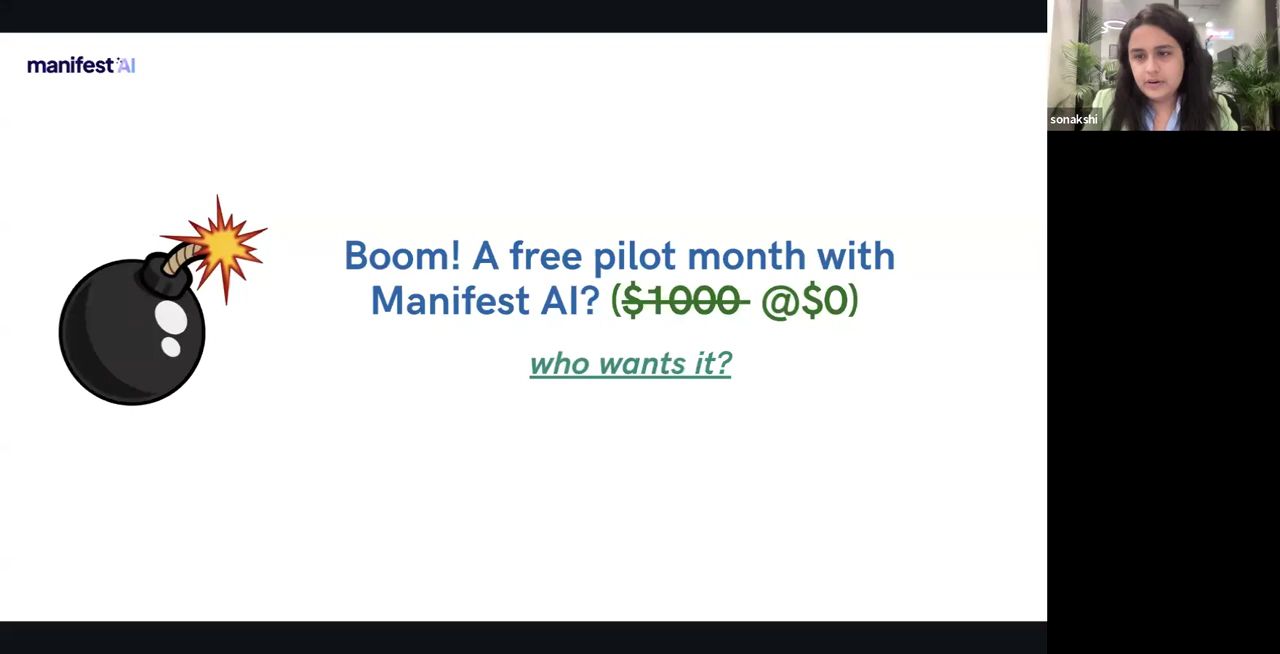 manifest AI
Boom! A free pilot month with
Manifest AI? ($1000 @$0)
who wants it?
sonakshi